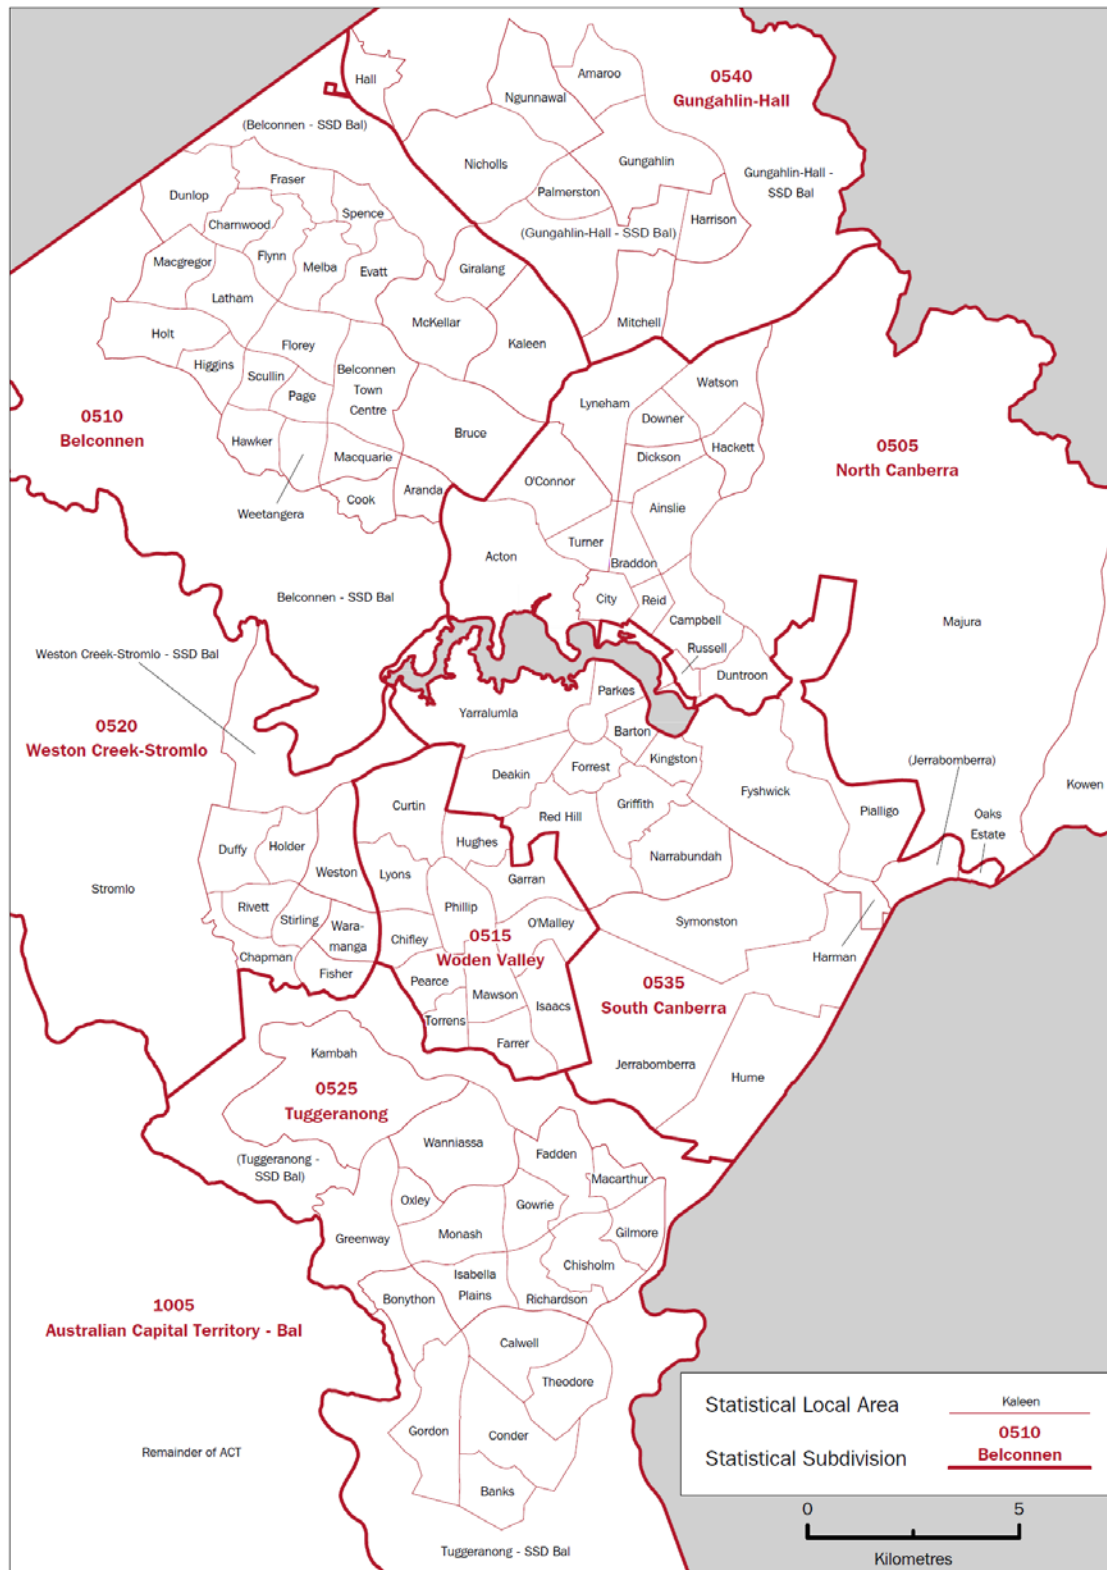 Hall
Amaroo
0540
Gungahlin-Hall
Ngunnawal
(Belconnen - SSD Bal)
Nicholls
Gungahlin
Gungahlin-Hall -
SSD Bal
Palmerston
Harrison
(Gungahlin-Hall - SSD Bal)
Mitchell
Fraser
Dunlop
Spence
Charnwood
Flynn
Melba
Evatt
Giralang
Macgregor
Latham
McKellar
Kaleen
Holt
Florey
Higgins
Scullin
Page
Belconnen
Town
Centre
0510
Belconnen
Hawker
Bruce
Macquarie
Cook
Aranda
Weetangera
Belconnen - SSD Bal
Watson
Lyneham
Downer
Hackett
Dickson
0505
North Canberra
O'Connor
Ainslie
Turner
Acton
Braddon
City
Reid
Campbell
Russell
Duntroon
Majura
Kowen
Weston Creek-Stromlo - SSD Bal
0520
Weston Creek-Stromlo
Parkes
Yarralumla
Barton
Kingston
Deakin
Forrest
Griffith
Red Hill
Narrabundah
Fyshwick
(Jerrabomberra)
Pialligo
Oaks
Estate
Curtin
Hughes
Garran
Duffy
Holder
Weston
Lyons
Stromlo
Rivett
Stirling
Wara-
manga
Chapman
Fisher
Phillip
O'Malley
Chifley
0515
Woden Valley
Pearce
Mawson
Isaacs
Torrens
Farrer
Symonston
Harman
0535
South Canberra
Jerrabomberra
Hume
Kambah
0525
Tuggeranong
Wanniassa
Fadden
(Tuggeranong -
SSD Bal)
Macarthur
Oxley
Gowrie
Gilmore
Greenway
Monash
Chisholm
Isabella
Plains
Bonython
Richardson
1005
Australian Capital Territory - Bal
Calwell
Theodore
Gordon
Conder
Remainder of ACT
Banks
Tuggeranong - SSD Bal
Statistical Local Area
Kaleen
0510
Statistical Subdivision
Belconnen
0
5
Kilometres